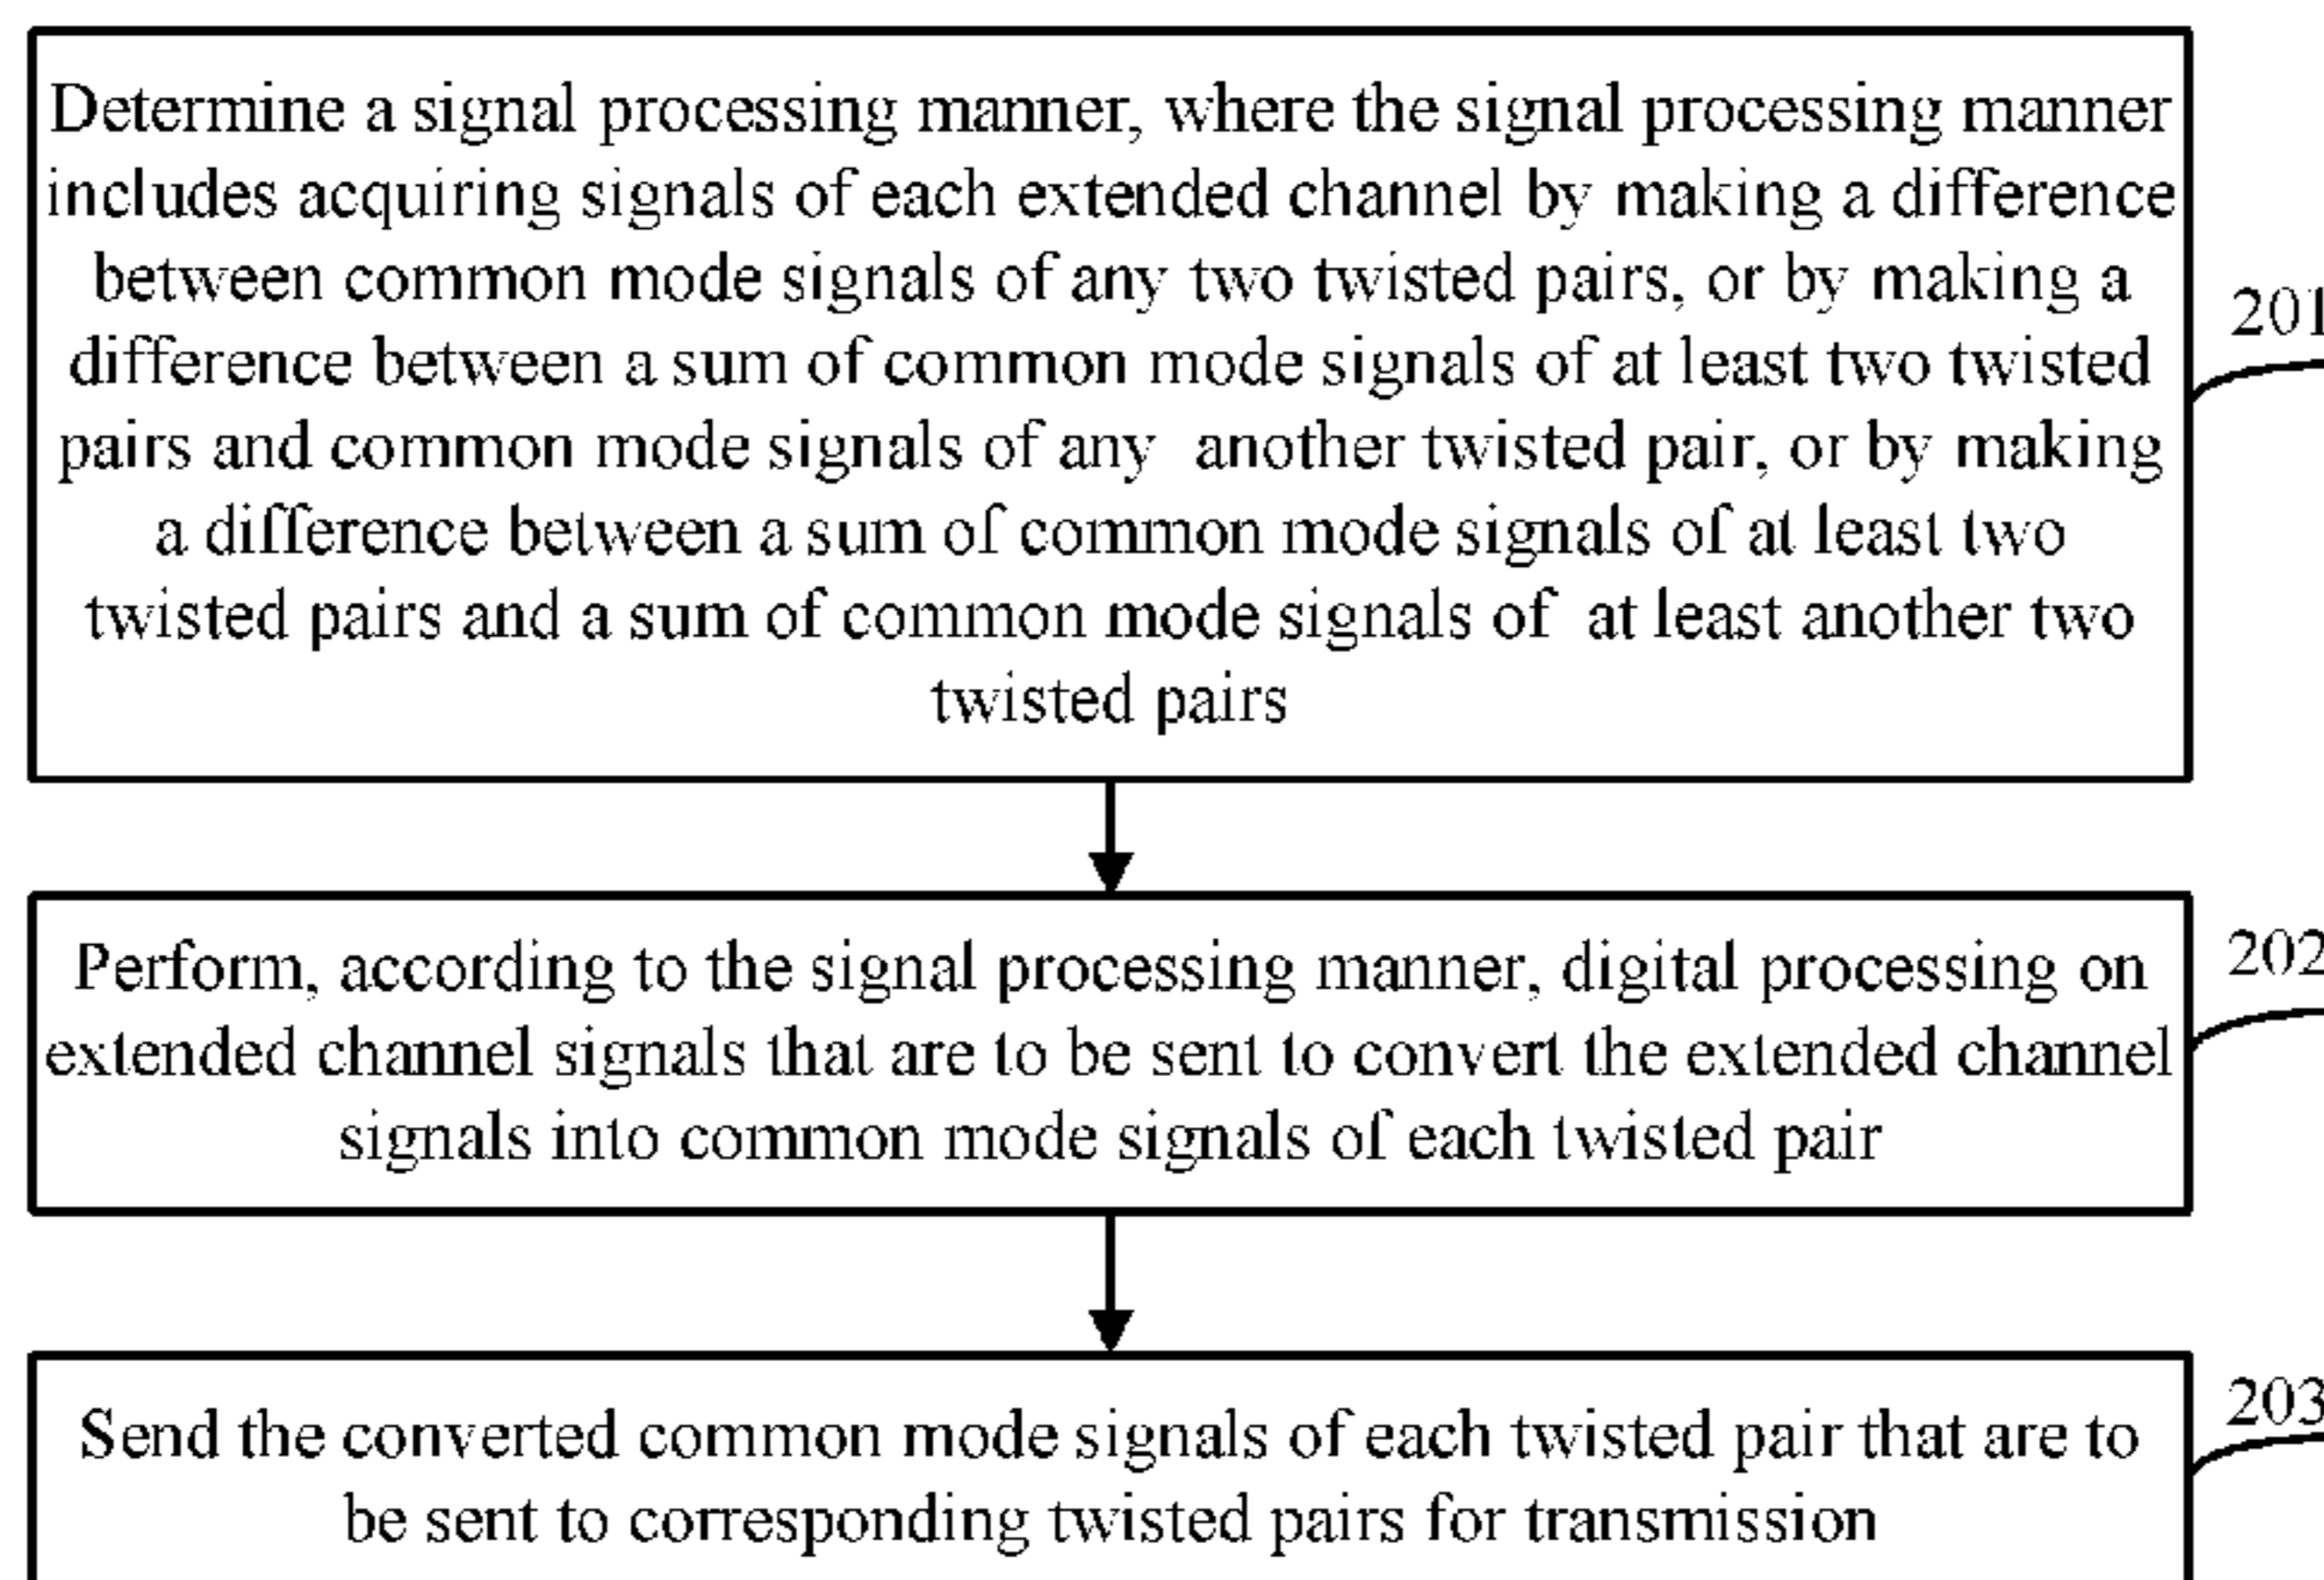 Determine a signal processing manner, where the signal processing manner
includes acquiring signals of each extended channel by making a difference
between common mode signals of any two twisted pairs, or by making a
difference between a sum of common mode signals of at least two twisted
pairs and common mode signals of any another twisted pair, or by making
a difference between a sum of common mode signals of at least two
twisted pairs and a sum of common mode signals of at least another two
twisted pairs
201
Perform, according to the signal processing manner, digital processing on
extended channel signals that are to be sent to convert the extended channel
signals into common mode signals of each twisted pair
202
Send the converted common mode signals of each twisted pair that are to
be sent to corresponding twisted pairs for transmission
203